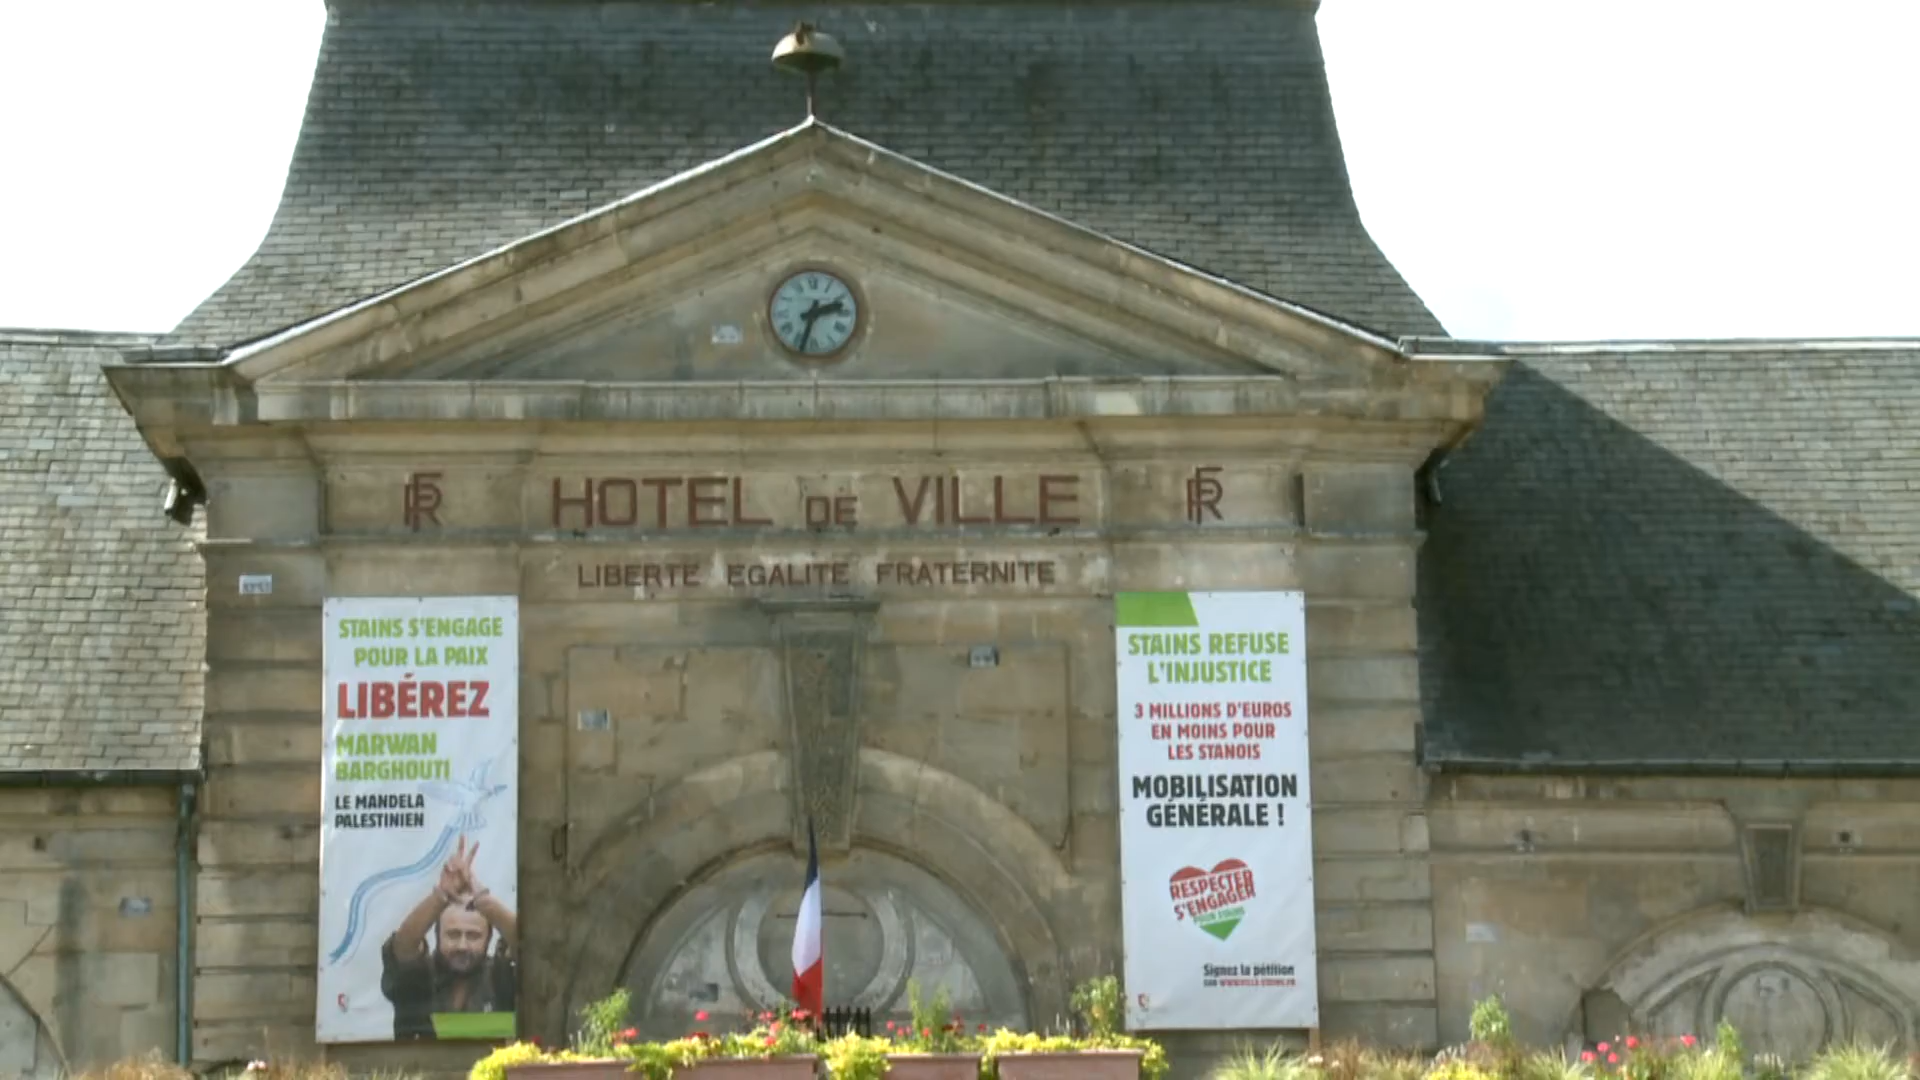 RF HOTEL DE VILLE RF
LIBERTE EGALITE FRATERNITE
STAINS S'ENGAGE
POUR LA PAIX
LIBÉREZ
MARWAN
BARGHOUTI
LE MANDELA
PALESTINIEN
STAINS REFUSE
L'INJUSTICE
3 MILLIONS D'EUROS
EN MOINS POUR
LES STANOIS
MOBILISATION
GÉNÉRALE !
RESPECTER
S'ENGAGER
Signez la pétition